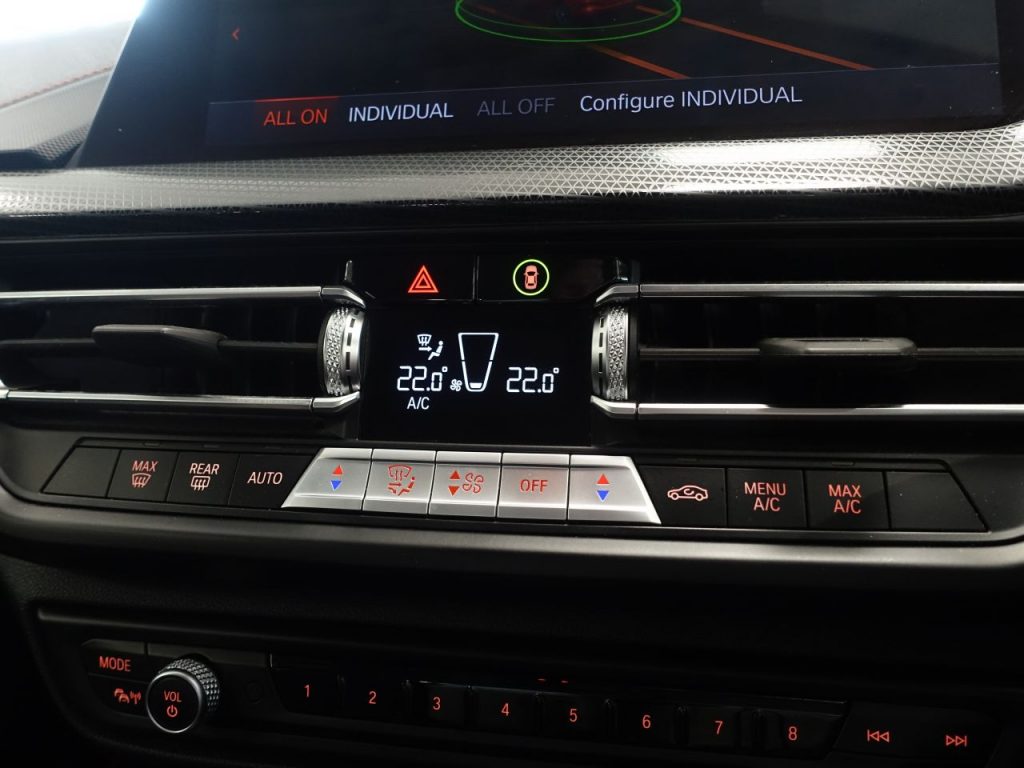 ALL ON INDIVIDUAL ALL OFF Configure INDIVIDUAL
22.0° 22.0°
A/C
MAX REAR AUTO OFF MENU A/C MAX A/C
MODE
VOL
1 2 3 4 5 6 7 8